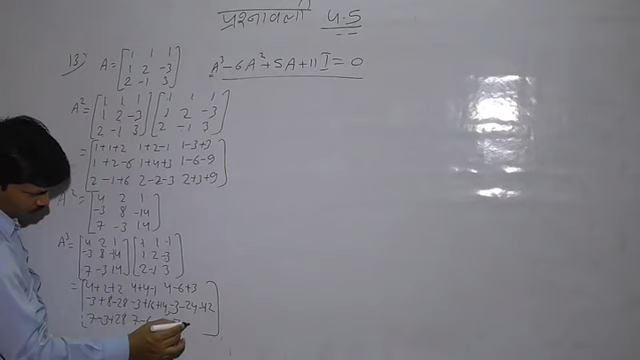 प्रश्नावली 4.5
13) A = [1 1 1; 1 2 -3; 2 -1 3] A³ - 6A² + 5A + 11I = 0
A² = [1 1 1; 1 2 -3; 2 -1 3] [1 1 1; 1 2 -3; 2 -1 3]
= [1+1+2 1+2-1 1-3+3; 1+2-6 1+4+3 1-6-9; 2-1+6 2-2-3 2+3+9]
A² = [4 2 1; -3 8 -14; 7 -3 14]
A³ = [4 2 1; -3 8 -14; 7 -3 14] [1 1 1; 1 2 -3; 2 -1 3]
= [4+2+2 4+4-1 4-6+3; -3+8-28 -3+16+14 -3-24-42; 7-3+28 7-6